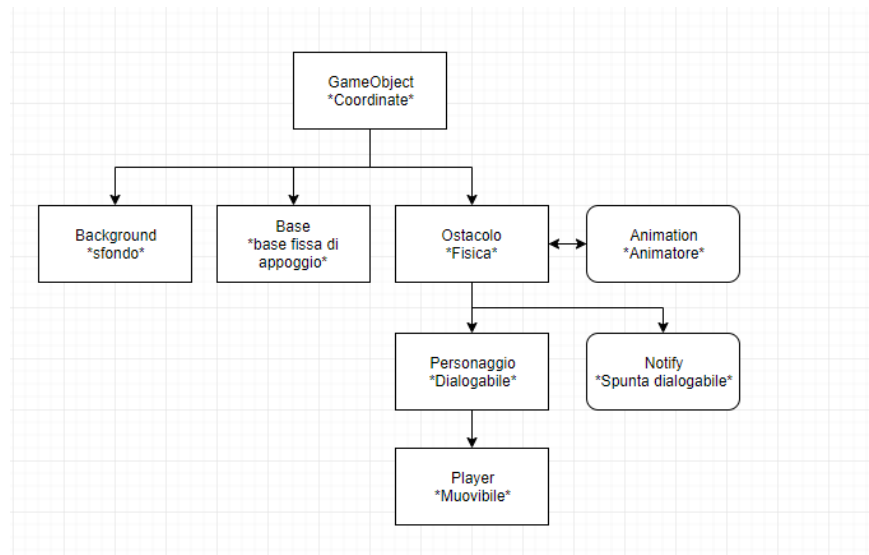 GameObject
*Coordinate*
Background
*sfondo*
Base
*base fissa di
appoggio*
Ostacolo
*Fisica*
Animation
*Animatore*
Personaggio
*Dialogabile*
Notify
*Spunta dialogabile*
Player
*Muovibile*